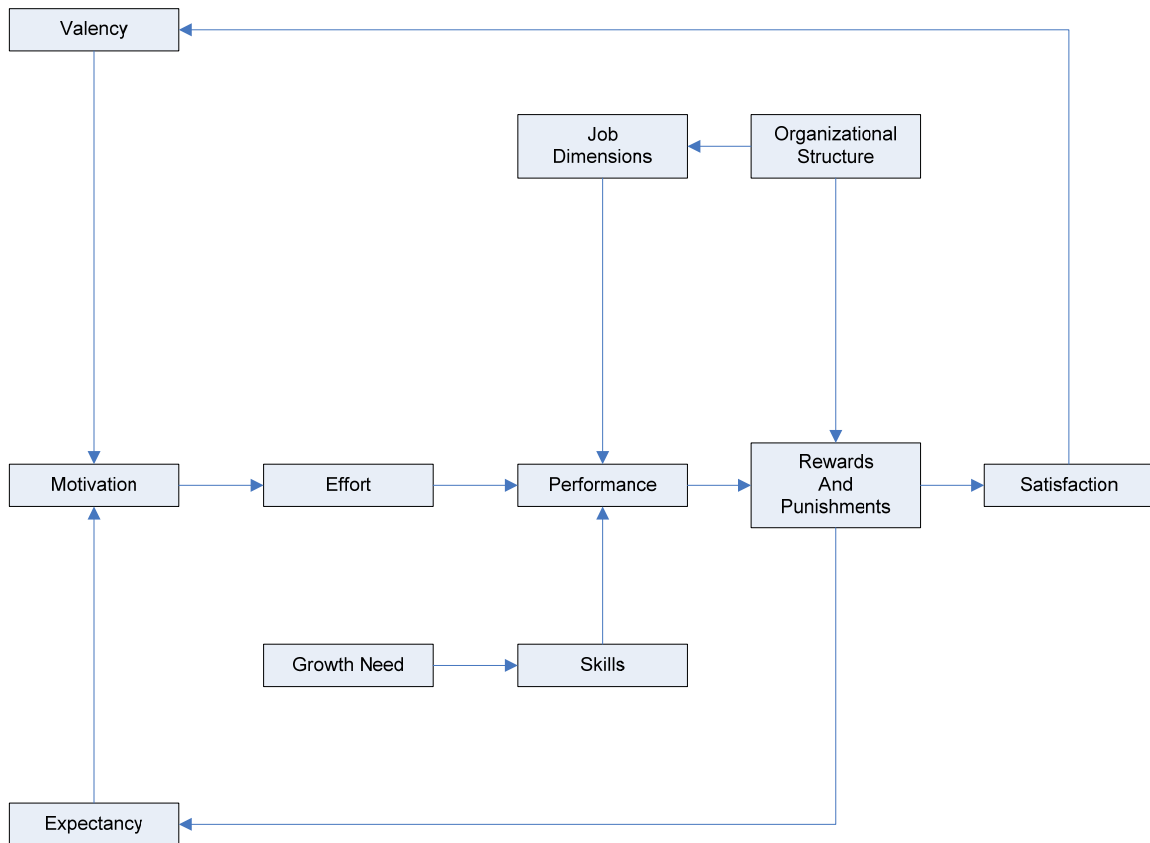 Valency
Job
Dimensions
Organizational
Structure
Motivation
Effort
Performance
Rewards
And
Punishments
Satisfaction
Growth Need
Skills
Expectancy